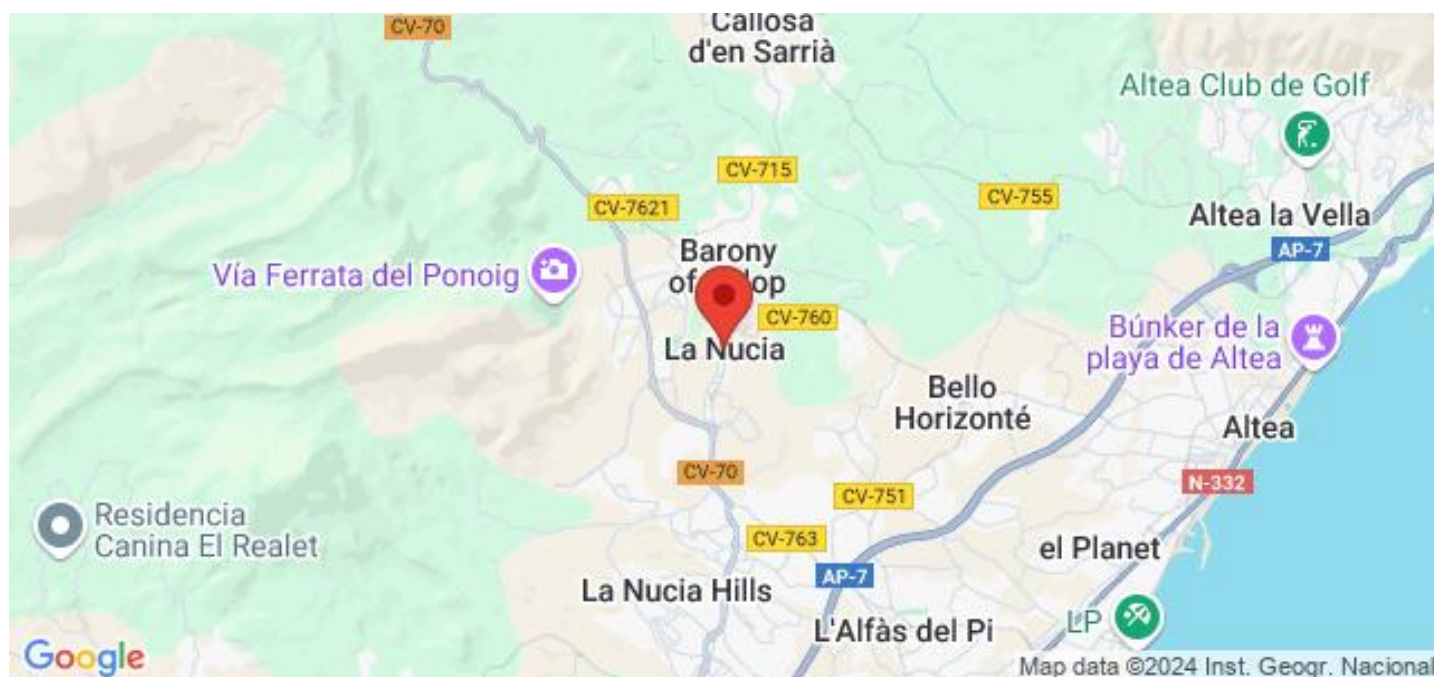 CV-70
Callosa
d'en Sarrià
Altea Club de Golf
CV-715
CV-755
CV-7621
Altea la Vella
AP-7
Barony
Vía Ferrata del Ponoig
CV-760
La Nucia
Búnker de la
playa de Altea
Bello
Horizonté
Altea
CV-70
N-332
CV-751
Residencia
Canina El Realet
CV-763
el Planet
AP-7
La Nucia Hills
L'Alfàs del Pi
LP
Google
Map data ©2024 Inst. Geogr. Nacional